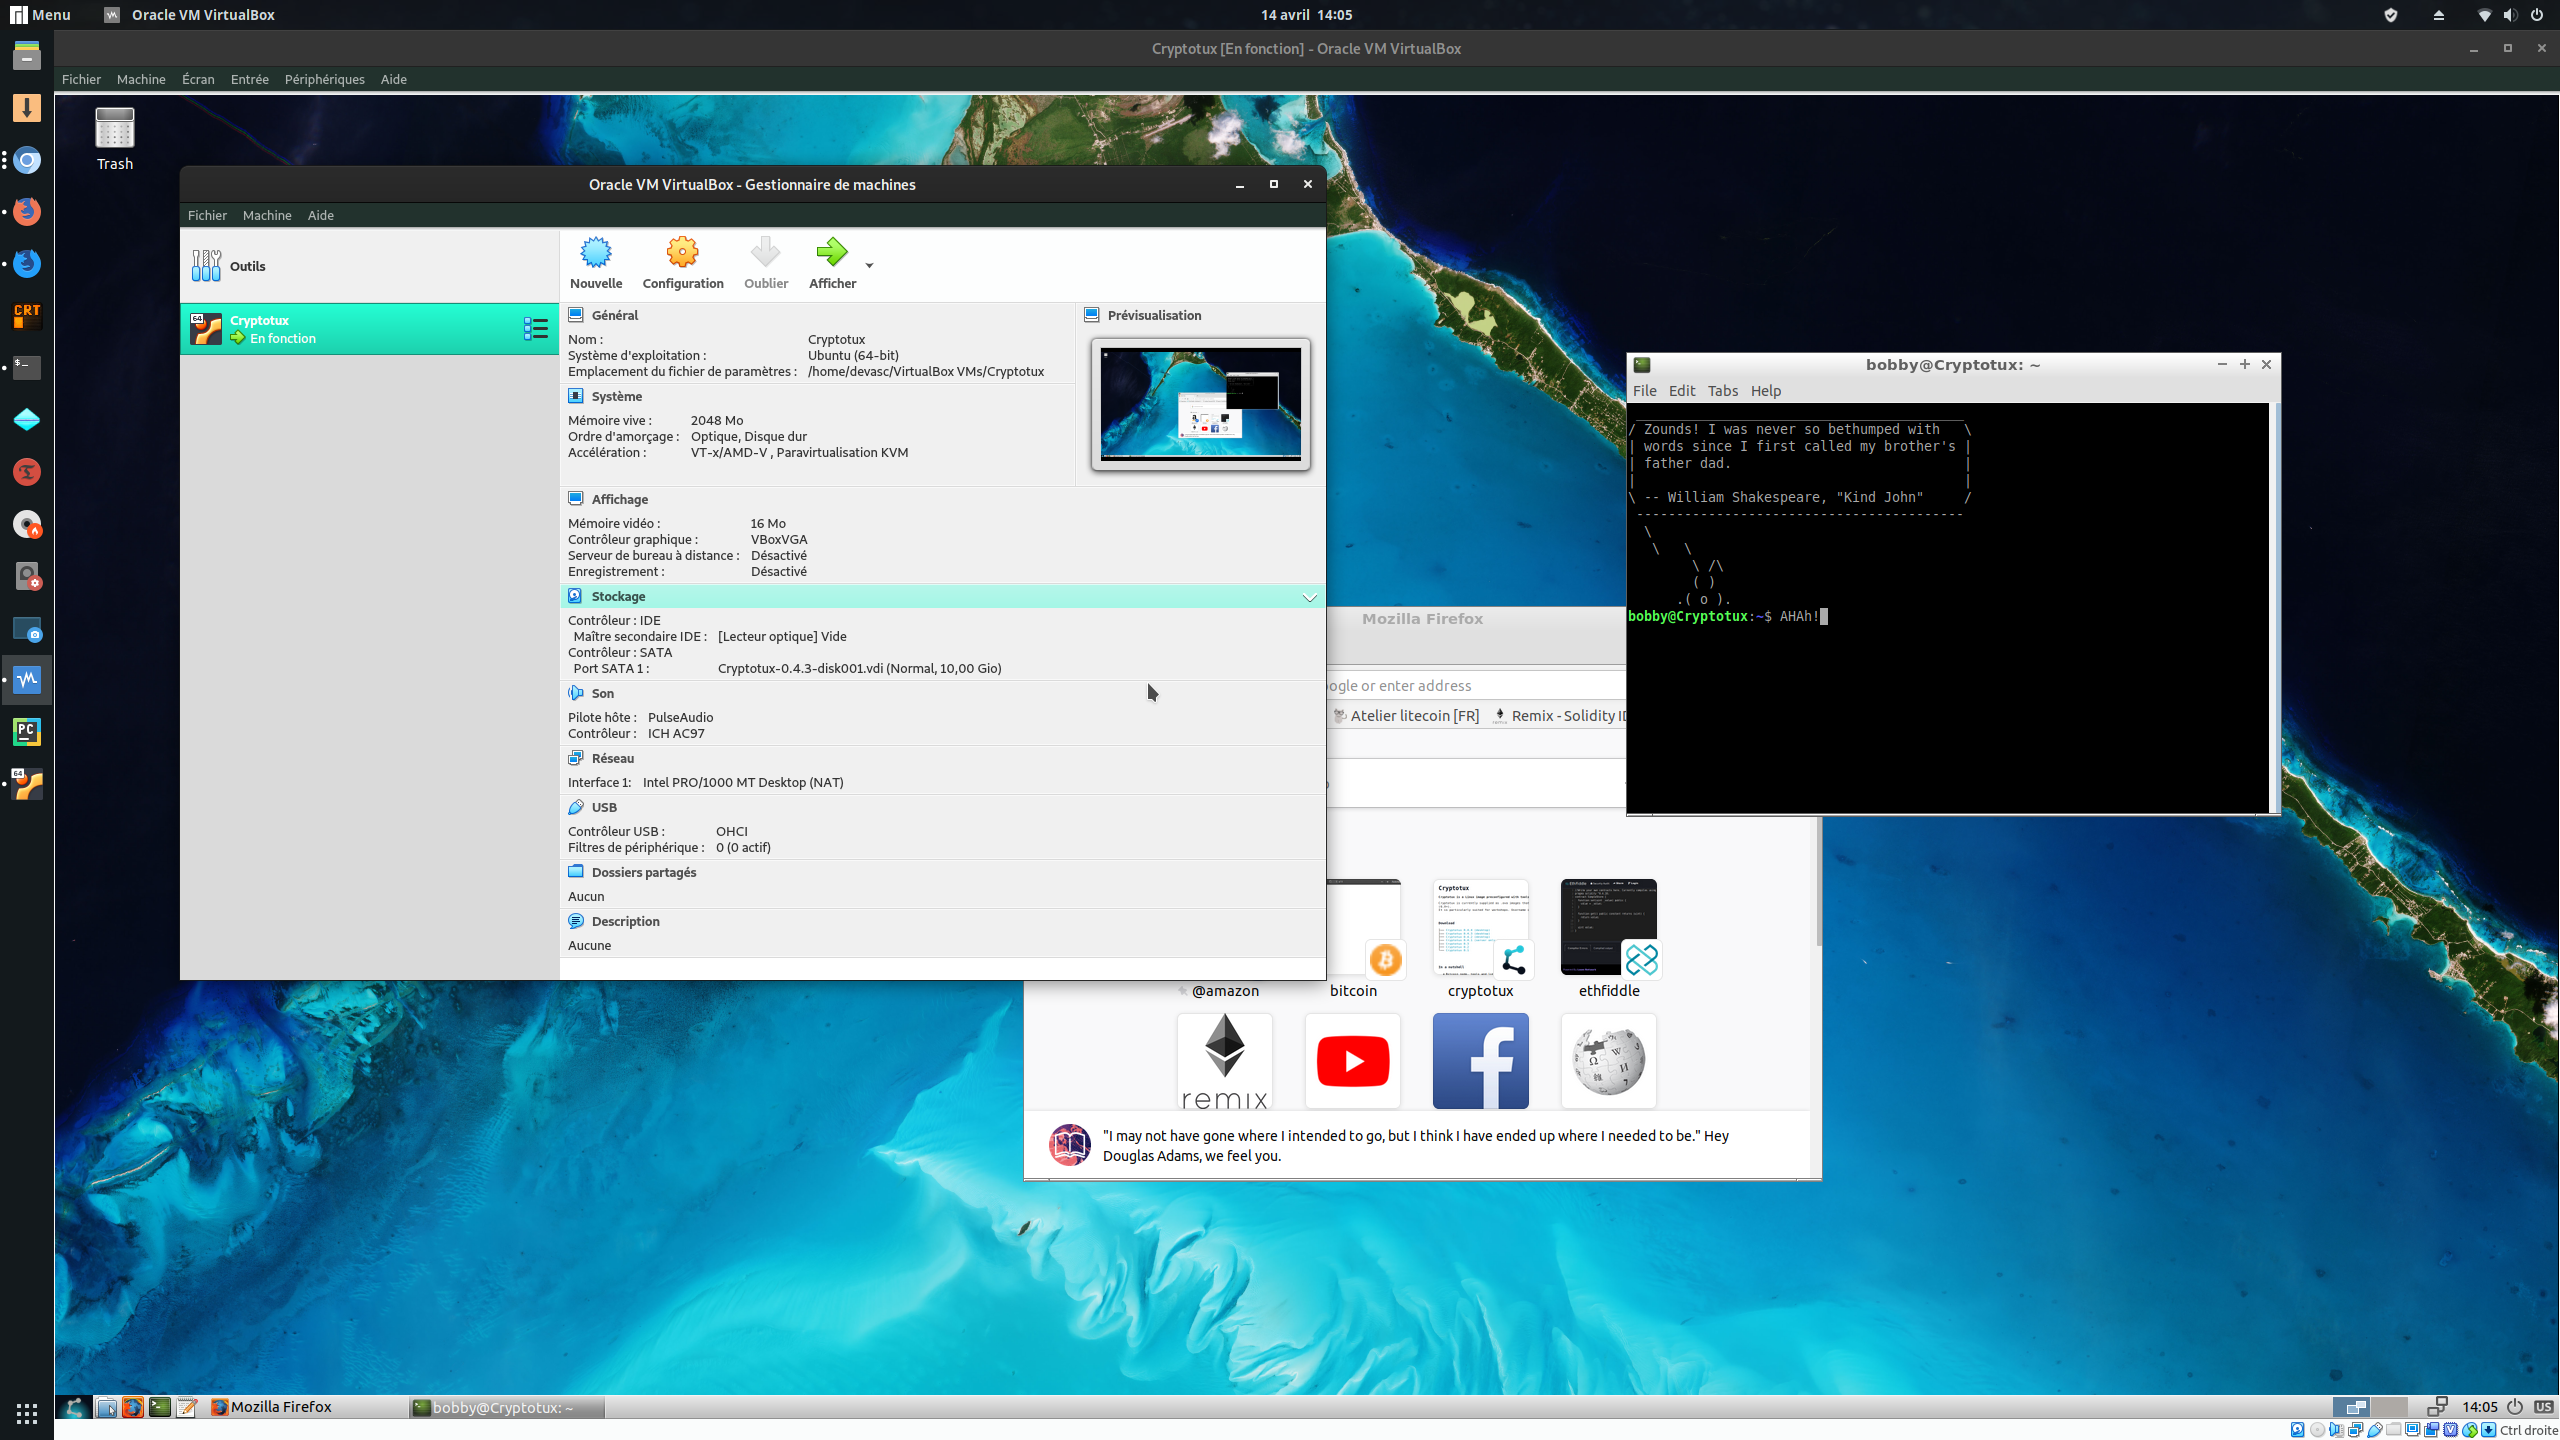 Menu
Oracle VM VirtualBox
14 avril 14:05
Cryptotux [En fonction] - Oracle VM VirtualBox
Fichier Machine Écran Entrée Périphériques Aide
Trash
Oracle VM VirtualBox - Gestionnaire de machines
Fichier Machine Aide
Outils
Nouvelle Configuration Oublier Afficher
64
Cryptotux
En fonction
Général
Nom : Cryptotux
Système d'exploitation : Ubuntu (64-bit)
Emplacement du fichier de paramètres : /home/devasc/VirtualBox VMs/Cryptotux
Système
Mémoire vive : 2048 Mo
Ordre d'amorçage : Optique, Disque dur
Accélération : VT-x/AMD-V , Paravirtualisation KVM
Prévisualisation
Affichage
Mémoire vidéo : 16 Mo
Contrôleur graphique : VBoxVGA
Serveur de bureau à distance : Désactivé
Enregistrement : Désactivé
Stockage
Contrôleur : IDE
Maître secondaire IDE : [Lecteur optique] Vide
Contrôleur : SATA
Port SATA 1 : Cryptotux-0.4.3-disk001.vdi (Normal, 10,00 Gio)
Son
Pilote hôte : PulseAudio
Contrôleur : ICH AC97
Réseau
Interface 1: Intel PRO/1000 MT Desktop (NAT)
USB
Contrôleur USB : OHCI
Filtres de périphérique : 0 (0 actif)
Dossiers partagés
Aucun
Description
Aucune
bobby@Cryptotux: ~
File Edit Tabs Help
/ Zounds! I was never so bethumped with \
| words since I first called my brother's |
| father dad. |
| |
\ -- William Shakespeare, "Kind John" /
-----------------------------------------
\
\ \
\ /\
( )
.( o ).
bobby@Cryptotux:~$ AHAh!
Mozilla Firefox
ogle or enter address
Atelier litecoin [FR] Remix - Solidity ID
Cryptotux
@amazon bitcoin cryptotux ethfiddle
remix
"I may not have gone where I intended to go, but I think I have ended up where I needed to be." Hey
Douglas Adams, we feel you.
CRT
PC
64
Mozilla Firefox
bobby@Cryptotux: ~
14:05
US
Ctrl droite